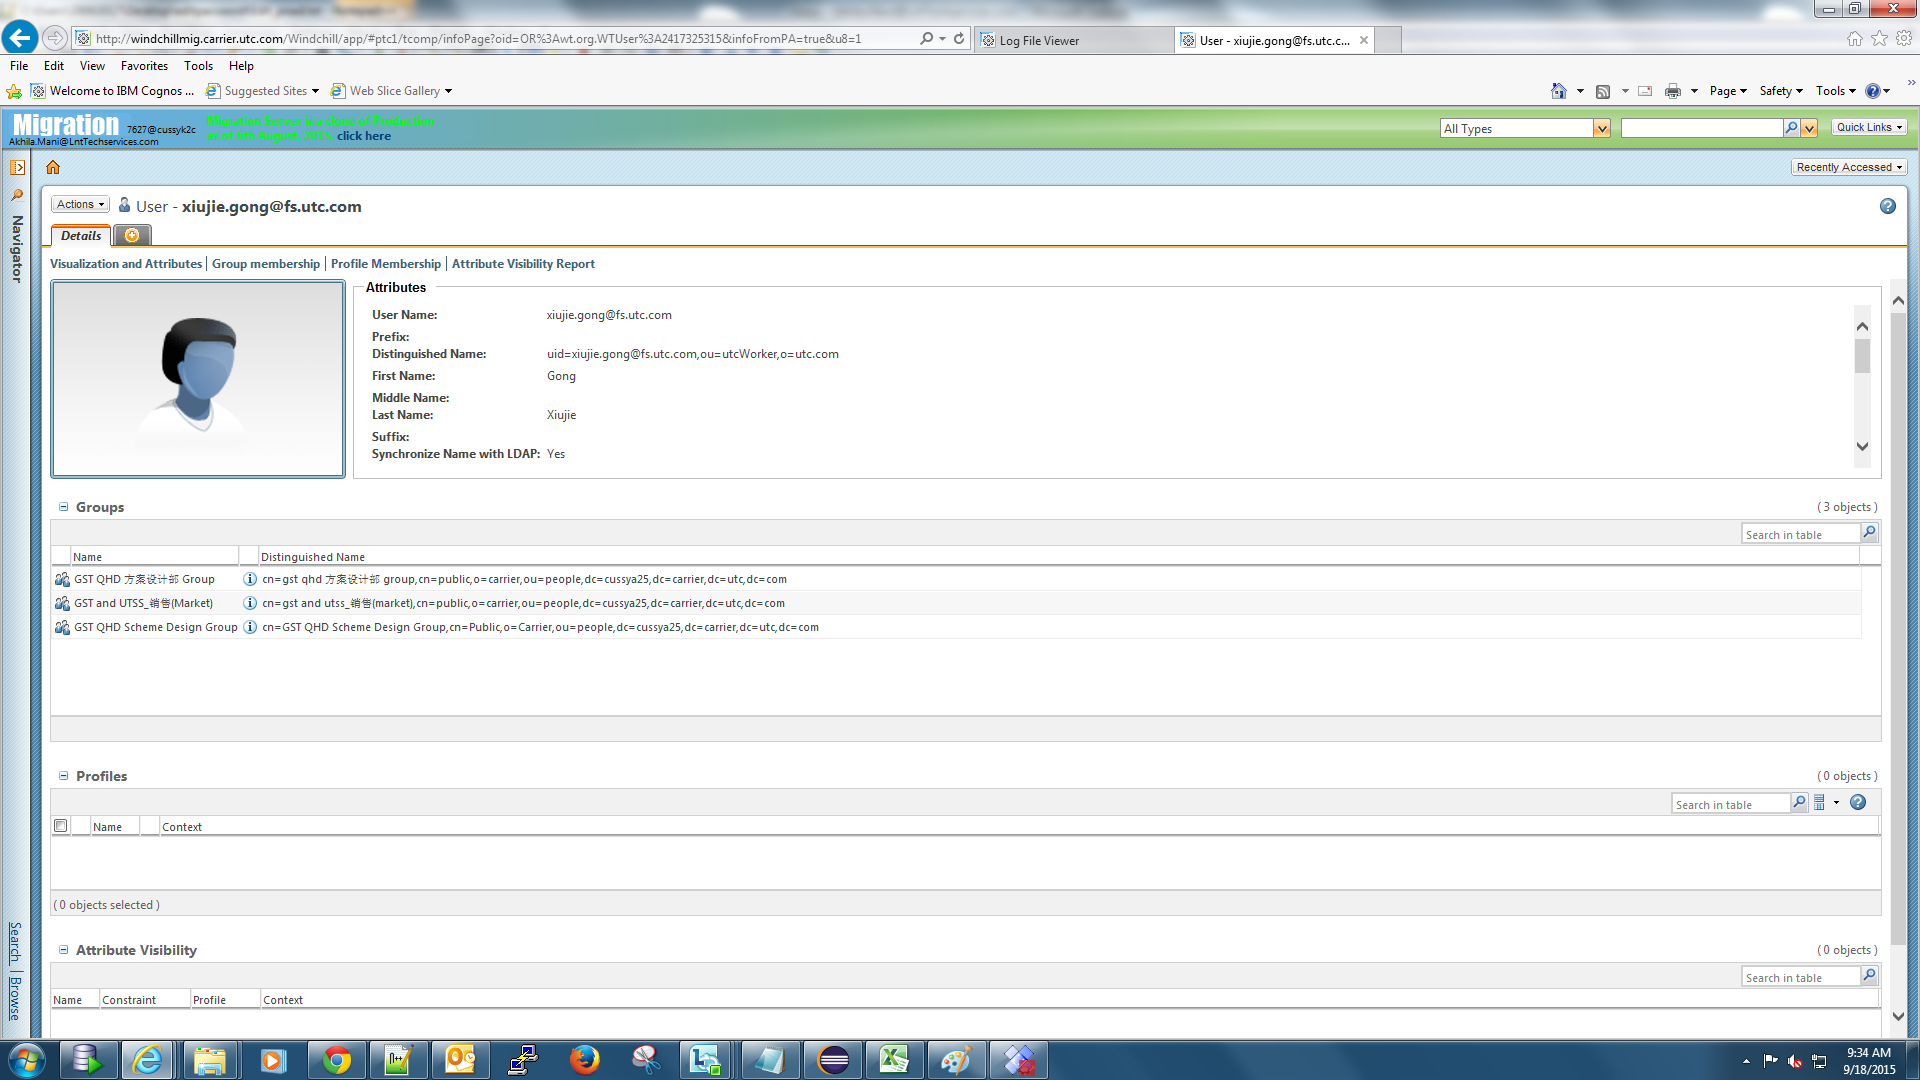 http://windchillmig.carrier.utc.com/Windchill/app/#ptc1/tcomp/infoPage?oid=OR%3Awt.org.WTUser%3A2417325315&infoFromPA=true&u8=1
Log File Viewer
User - xiujie.gong@fs.utc.c...
File Edit View Favorites Tools Help
Welcome to IBM Cognos ... Suggested Sites Web Slice Gallery
Page Safety Tools
Migration 7627@cussyk2c
Akhila.Mani@LntTechservices.com
Migration Server is a clone of Production
as of 6th August, 2015. click here
All Types
Quick Links
Recently Accessed
Navigator
Search
Browse
Actions
User - xiujie.gong@fs.utc.com
Details
Visualization and Attributes | Group membership | Profile Membership | Attribute Visibility Report
Attributes
User Name: xiujie.gong@fs.utc.com
Prefix:
Distinguished Name: uid=xiujie.gong@fs.utc.com,ou=utcWorker,o=utc.com
First Name: Gong
Middle Name:
Last Name: Xiujie
Suffix:
Synchronize Name with LDAP: Yes
Groups ( 3 objects )
Search in table
Name Distinguished Name
GST QHD 方案设计部 Group cn=gst qhd 方案设计部 group,cn=public,o=carrier,ou=people,dc=cussya25,dc=carrier,dc=utc,dc=com
GST and UTSS_销售(Market) cn=gst and utss_销售(market),cn=public,o=carrier,ou=people,dc=cussya25,dc=carrier,dc=utc,dc=com
GST QHD Scheme Design Group cn=GST QHD Scheme Design Group,cn=Public,o=Carrier,ou=people,dc=cussya25,dc=carrier,dc=utc,dc=com
Profiles ( 0 objects )
Search in table
Name Context
( 0 objects selected )
Attribute Visibility ( 0 objects )
Search in table
Name Constraint Profile Context
9:34 AM
9/18/2015